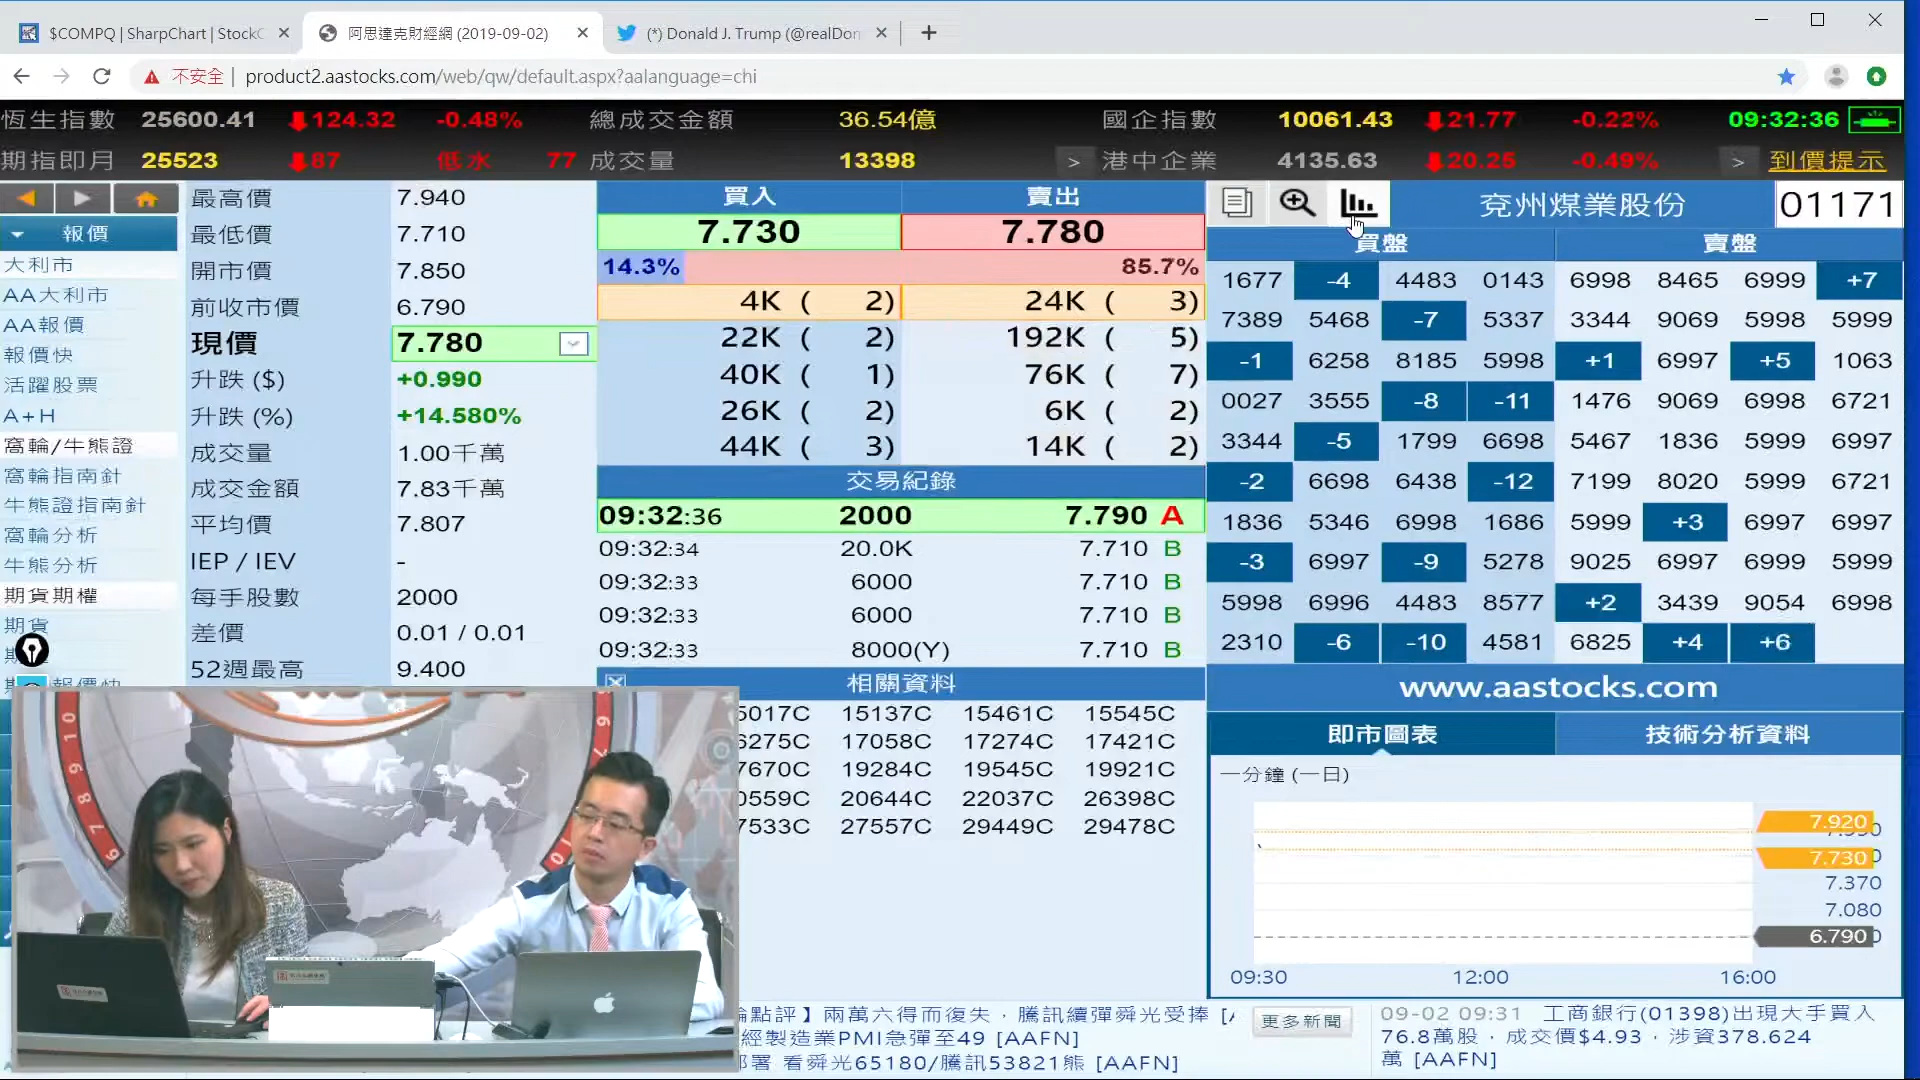 $COMPQ | SharpChart | StockC
阿思達克財經網 (2019-09-02)
(*) Donald J. Trump (@realDon
不安全 | product2.aastocks.com/web/qw/default.aspx?aalanguage=chi
恆生指數 25600.41 124.32 -0.48% 總成交金額 36.54億 國企指數 10061.43 21.77 -0.22% 09:32:36
期指即月 25523 87 低水 77 成交量 13398 > 港中企業 4135.63 20.25 -0.49% > 到價提示
報價
大利市
AA大利市
AA報價
報價快
活躍股票
A+H
窩輪/牛熊證
窩輪指南針
牛熊證指南針
窩輪分析
牛熊分析
期貨期權
期貨
最高價 7.940
最低價 7.710
開市價 7.850
前收市價 6.790
現價 7.780
升跌 ($) +0.990
升跌 (%) +14.580%
成交量 1.00千萬
成交金額 7.83千萬
平均價 7.807
IEP / IEV -
每手股數 2000
差價 0.01 / 0.01
52週最高 9.400
買入 賣出
7.730 7.780
14.3% 85.7%
4K ( 2) 24K ( 3)
22K ( 2) 192K ( 5)
40K ( 1) 76K ( 7)
26K ( 2) 6K ( 2)
44K ( 3) 14K ( 2)
交易紀錄
09:32:36 2000 7.790 A
09:32:34 20.0K 7.710 B
09:32:33 6000 7.710 B
09:32:33 6000 7.710 B
09:32:33 8000(Y) 7.710 B
相關資料
5017C 15137C 15461C 15545C
6275C 17058C 17274C 17421C
7670C 19284C 19545C 19921C
0559C 20644C 22037C 26398C
7533C 27557C 29449C 29478C
兗州煤業股份 01171
買盤 賣盤
1677 -4 4483 0143 6998 8465 6999 +7
7389 5468 -7 5337 3344 9069 5998 5999
-1 6258 8185 5998 +1 6997 +5 1063
0027 3555 -8 -11 1476 9069 6998 6721
3344 -5 1799 6698 5467 1836 5999 6997
-2 6698 6438 -12 7199 8020 5999 6721
1836 5346 6998 1686 5999 +3 6997 6997
-3 6997 -9 5278 9025 6997 6999 5999
5998 6996 4483 8577 +2 3439 9054 6998
2310 -6 -10 4581 6825 +4 +6
www.aastocks.com
即市圖表 技術分析資料
一分鐘 (一日)
7.920
7.730
7.370
7.080
6.790
09:30 12:00 16:00
點評】兩萬六得而復失，騰訊續彈舜光受捧
經製造業PMI急彈至49 [AAFN]
部署 看舜光65180/騰訊53821熊 [AAFN]
更多新聞
09-02 09:31 工商銀行(01398)出現大手買入
76.8萬股，成交價$4.93，涉資378.624
萬 [AAFN]